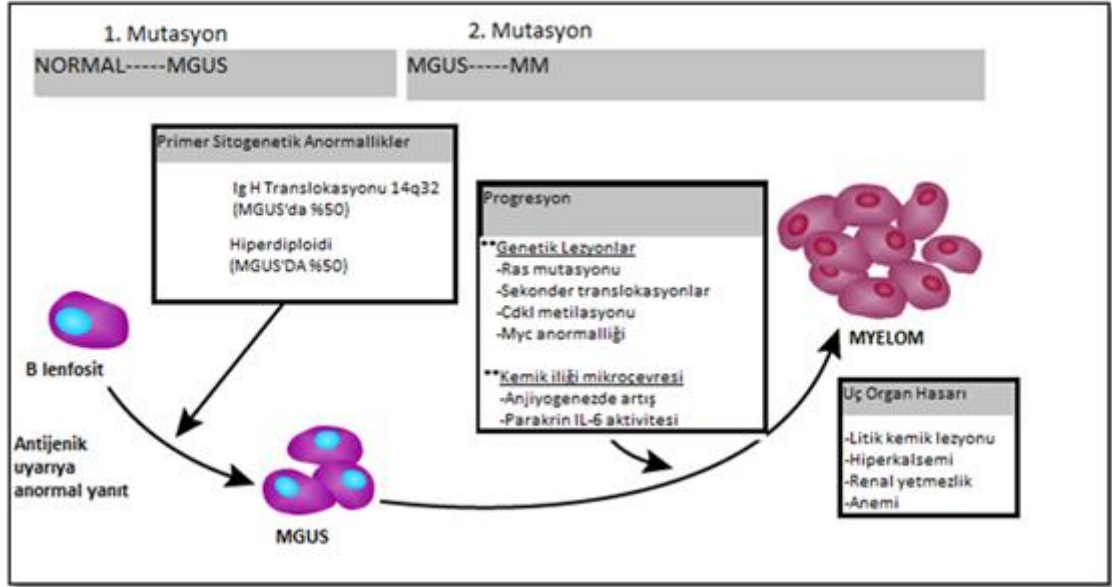 1. Mutasyon
NORMAL-----MGUS
2. Mutasyon
MGUS-----MM
Primer Sitogenetik Anormallikler
Ig H Translokasyonu 14q32
(MGUS'da %50)
Hiperdiploidi
(MGUS'DA %50)
Progresyon
**Genetik Lezyonlar
-Ras mutasyonu
-Sekonder translokasyonlar
-Cdkl metilasyonu
-Myc anormalliği
**Kemik iliği mikroçevresi
-Anjiyogenezde artış
-Parakrin IL-6 aktivitesi
B lenfosit
Antijenik
uyarıya
anormal yanıt
MGUS
MYELOM
Uç Organ Hasarı
-Litik kemik lezyonu
-Hiperkalsemi
-Renal yetmezlik
-Anemi